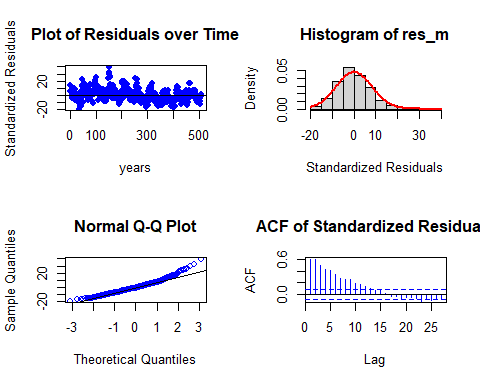 Plot of Residuals over Time
Standardized Residuals
-20
20
0
100
300
500
years
Histogram of res_m
Density
0.00
0.05
-20
0
10
30
Standardized Residuals
Normal Q-Q Plot
Sample Quantiles
-20
20
-3
-2
-1
0
1
2
3
Theoretical Quantiles
ACF of Standardized Residua
ACF
0.0
0.6
0
5
10
15
20
25
Lag